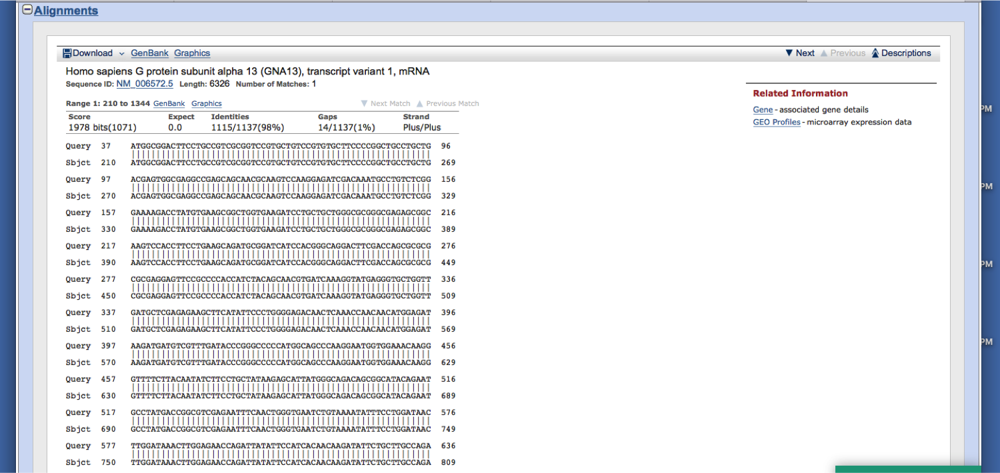 Alignments
Download GenBank Graphics
Next Previous Descriptions
Homo sapiens G protein subunit alpha 13 (GNA13), transcript variant 1, mRNA
Sequence ID: NM_006572.5 Length: 6326 Number of Matches: 1
Related Information
Gene - associated gene details
GEO Profiles - microarray expression data
Range 1: 210 to 1344 GenBank Graphics
Next Match Previous Match
Score Expect Identities Gaps Strand
1978 bits(1071) 0.0 1115/1137(98%) 14/1137(1%) Plus/Plus
Query 37 ATGGCGGACTTCCTGCCGTCGCGGTCCGTGCTGTCCGTGTGCTTCCCCGGCTGCCTGCTG 96
Sbjct 210 ATGGCGGACTTCCTGCCGTCGCGGTCCGTGCTGTCCGTGTGCTTCCCCGGCTGCCTGCTG 269
Query 97 ACGAGTGGCGAGGCCGAGCAGCAACGCAAGTCCAAGGAGATCGACAAATGCCTGTCTCGG 156
Sbjct 270 ACGAGTGGCGAGGCCGAGCAGCAACGCAAGTCCAAGGAGATCGACAAATGCCTGTCTCGG 329
Query 157 GAAAAGACCTATGTGAAGCGGCTGGTGAAGATCCTGCTGCTGGGCGCGGGCGAGAGCGGC 216
Sbjct 330 GAAAAGACCTATGTGAAGCGGCTGGTGAAGATCCTGCTGCTGGGCGCGGGCGAGAGCGGC 389
Query 217 AAGTCCACCTTCCTGAAGCAGATGCGGATCATCCACGGGCAGGACTTCGACCAGCGCGCG 276
Sbjct 390 AAGTCCACCTTCCTGAAGCAGATGCGGATCATCCACGGGCAGGACTTCGACCAGCGCGCG 449
Query 277 CGCGAGGAGTTCCGCCCCACCATCTACAGCAACGTGATCAAAGGTATGAGGGTGCTGGTT 336
Sbjct 450 CGCGAGGAGTTCCGCCCCACCATCTACAGCAACGTGATCAAAGGTATGAGGGTGCTGGTT 509
Query 337 GATGCTCGAGAGAAGCTTCATATTCCCTGGGGAGACAACTCAAACCAACAACATGGAGAT 396
Sbjct 510 GATGCTCGAGAGAAGCTTCATATTCCCTGGGGAGACAACTCAAACCAACAACATGGAGAT 569
Query 397 AAGATGATGTCGTTTGATACCCGGGCCCCCATGGCAGCCCAAGGAATGGTGGAAACAAGG 456
Sbjct 570 AAGATGATGTCGTTTGATACCCGGGCCCCCATGGCAGCCCAAGGAATGGTGGAAACAAGG 629
Query 457 GTTTTCTTACAATATCTTCCTGCTATAAGAGCATTATGGGCAGACAGCGGCATACAGAAT 516
Sbjct 630 GTTTTCTTACAATATCTTCCTGCTATAAGAGCATTATGGGCAGACAGCGGCATACAGAAT 689
Query 517 GCCTATGACCGGCGTCGAGAATTTCAACTGGGTGAATCTGTAAAATATTTCCTGGATAAC 576
Sbjct 690 GCCTATGACCGGCGTCGAGAATTTCAACTGGGTGAATCTGTAAAATATTTCCTGGATAAC 749
Query 577 TTGGATAAACTTGGAGAACCAGATTATATTCCATCACAACAAGATATTCTGCTTGCCAGA 636
Sbjct 750 TTGGATAAACTTGGAGAACCAGATTATATTCCATCACAACAAGATATTCTGCTTGCCAGA 809
PM
PM
PM
PM